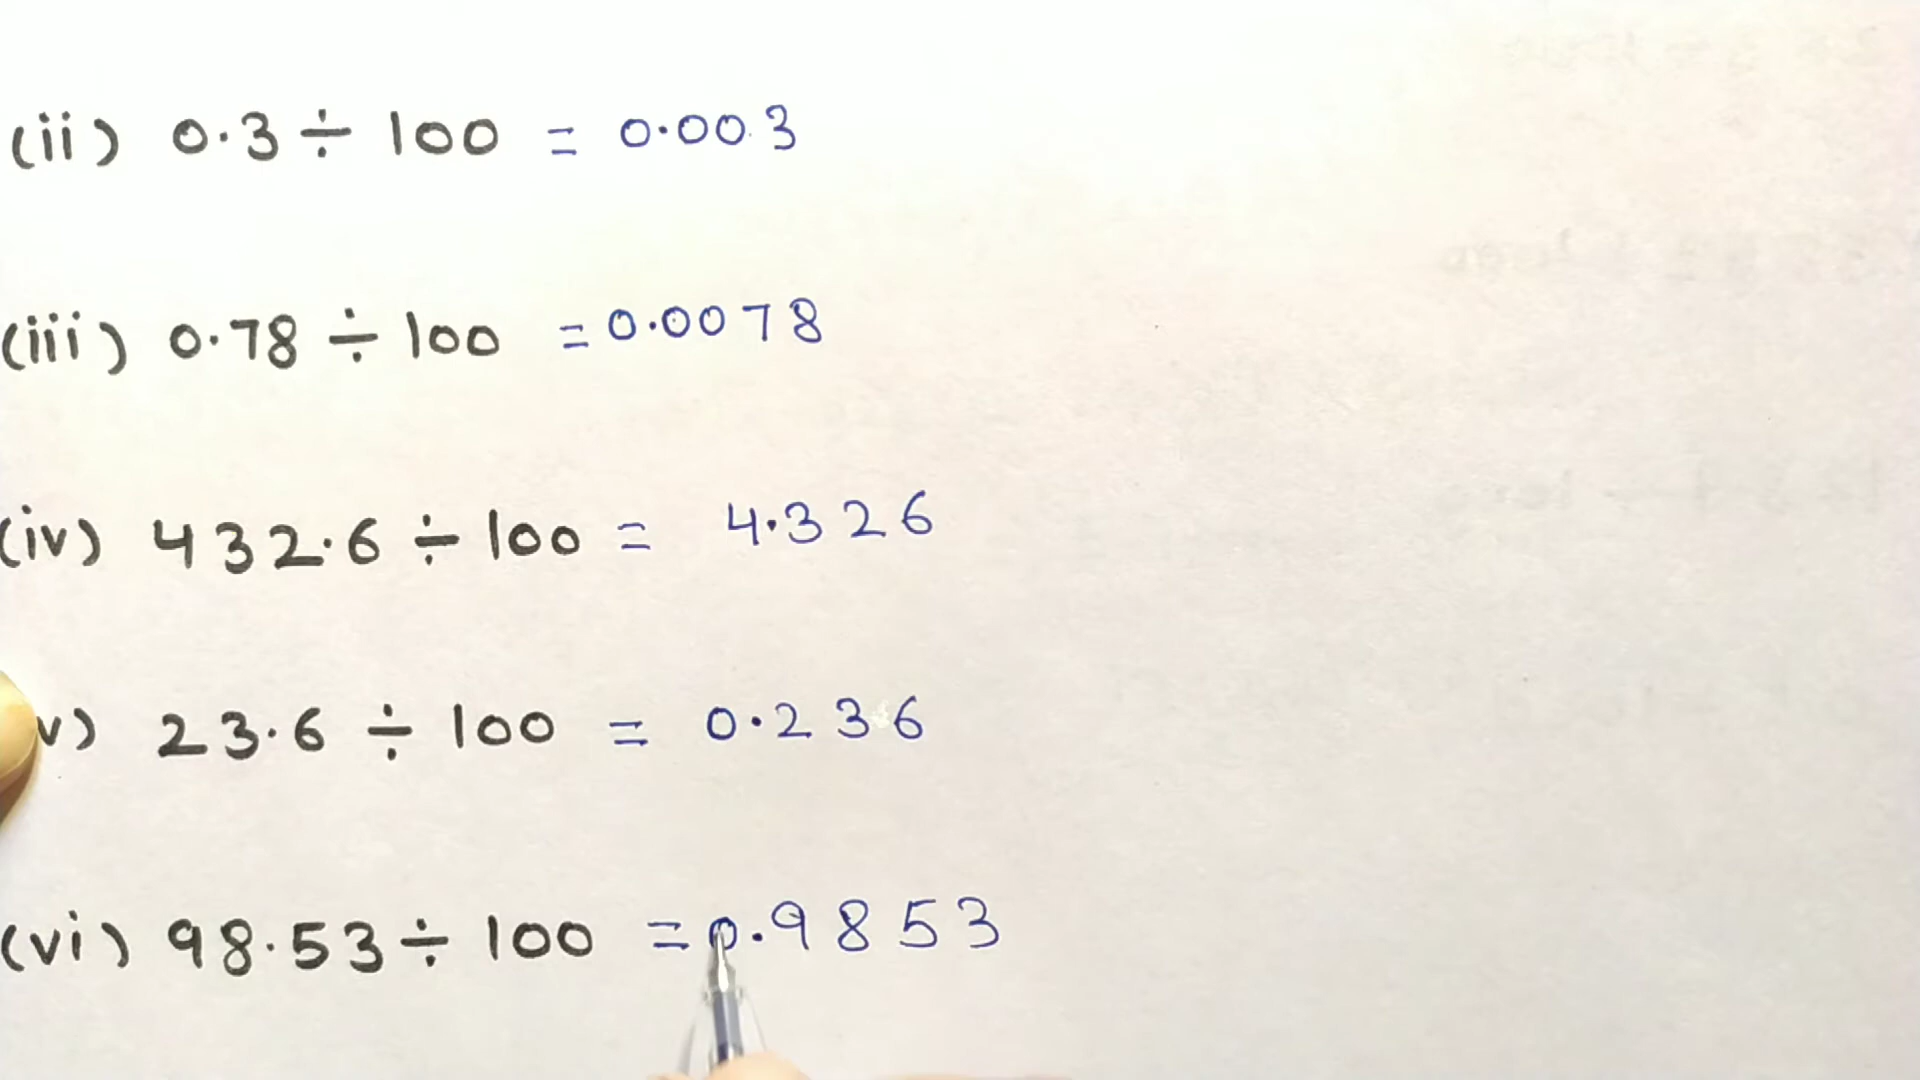 (ii) 0.3 ÷ 100 = 0.003
(iii) 0.78 ÷ 100 = 0.0078
(iv) 432.6 ÷ 100 = 4.326
v) 23.6 ÷ 100 = 0.236
(vi) 98.53 ÷ 100 = 0.9853